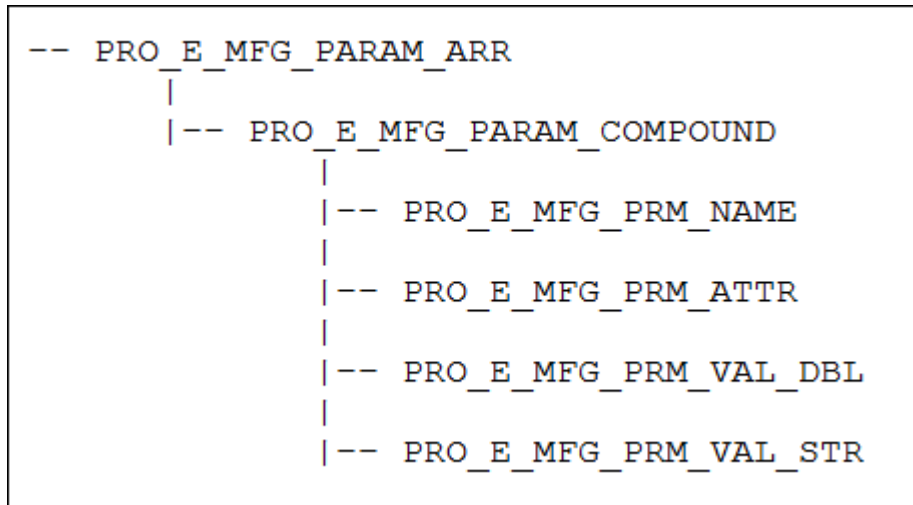 -- PRO_E_MFG_PARAM_ARR
|
|-- PRO_E_MFG_PARAM_COMPOUND
|
|-- PRO_E_MFG_PRM_NAME
|
|-- PRO_E_MFG_PRM_ATTR
|
|-- PRO_E_MFG_PRM_VAL_DBL
|
|-- PRO_E_MFG_PRM_VAL_STR